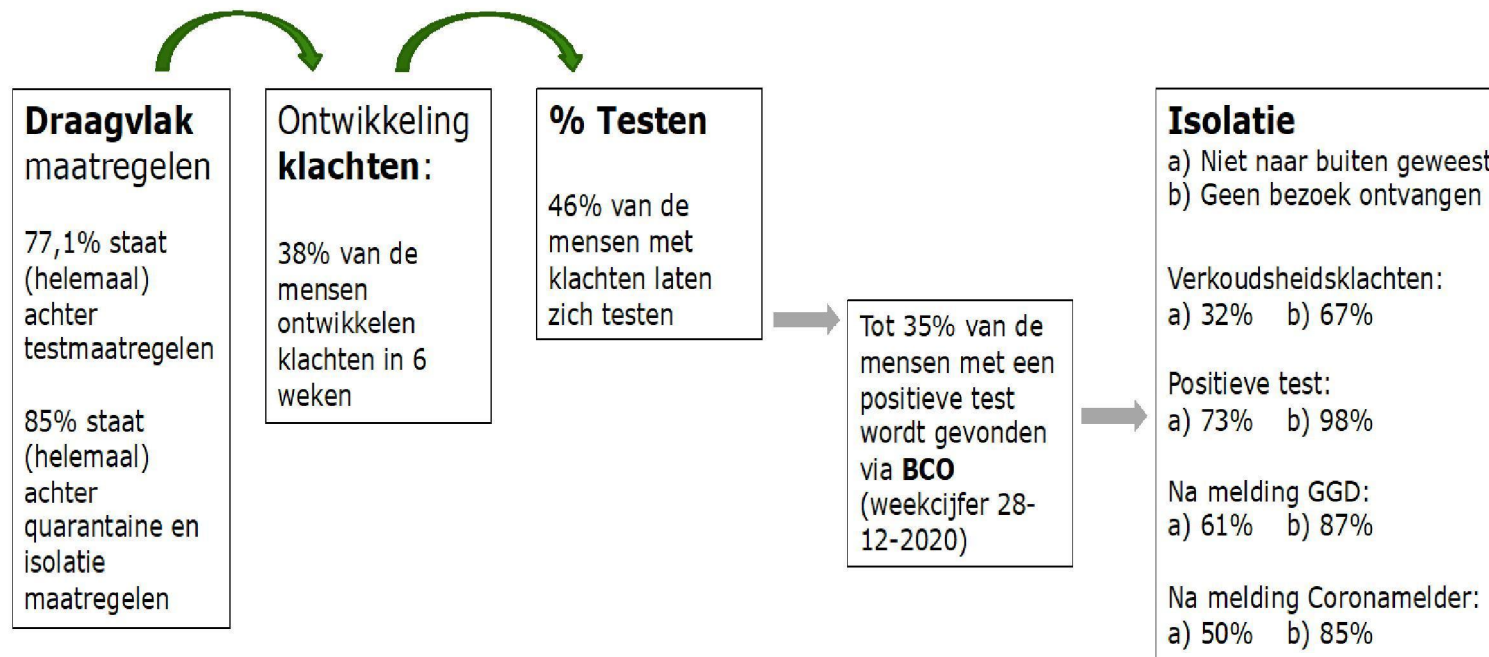 Draagvlak
maatregelen
77,1% staat
(helemaal)
achter
testmaatregelen
85% staat
(helemaal)
achter
quarantaine en
isolatie
maatregelen
Ontwikkeling
klachten:
38% van de
mensen
ontwikkelen
klachten in 6
weken
% Testen
46% van de
mensen met
klachten laten
zich testen
Tot 35% van de
mensen met een
positieve test
wordt gevonden
via BCO
(weekcijfer 28-
12-2020)
Isolatie
a) Niet naar buiten geweest
b) Geen bezoek ontvangen
Verkoudsheidsklachten:
a) 32% b) 67%
Positieve test:
a) 73% b) 98%
Na melding GGD:
a) 61% b) 87%
Na melding Coronamelder:
a) 50% b) 85%